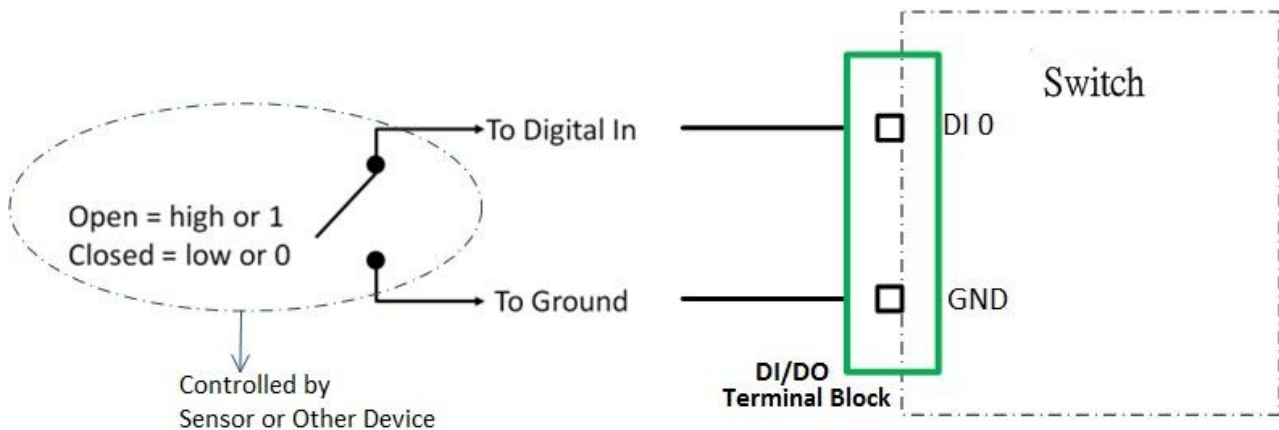 Open = high or 1
Closed = low or 0
To Digital In
To Ground
Controlled by
Sensor or Other Device
Switch
DI 0
GND
DI/DO
Terminal Block